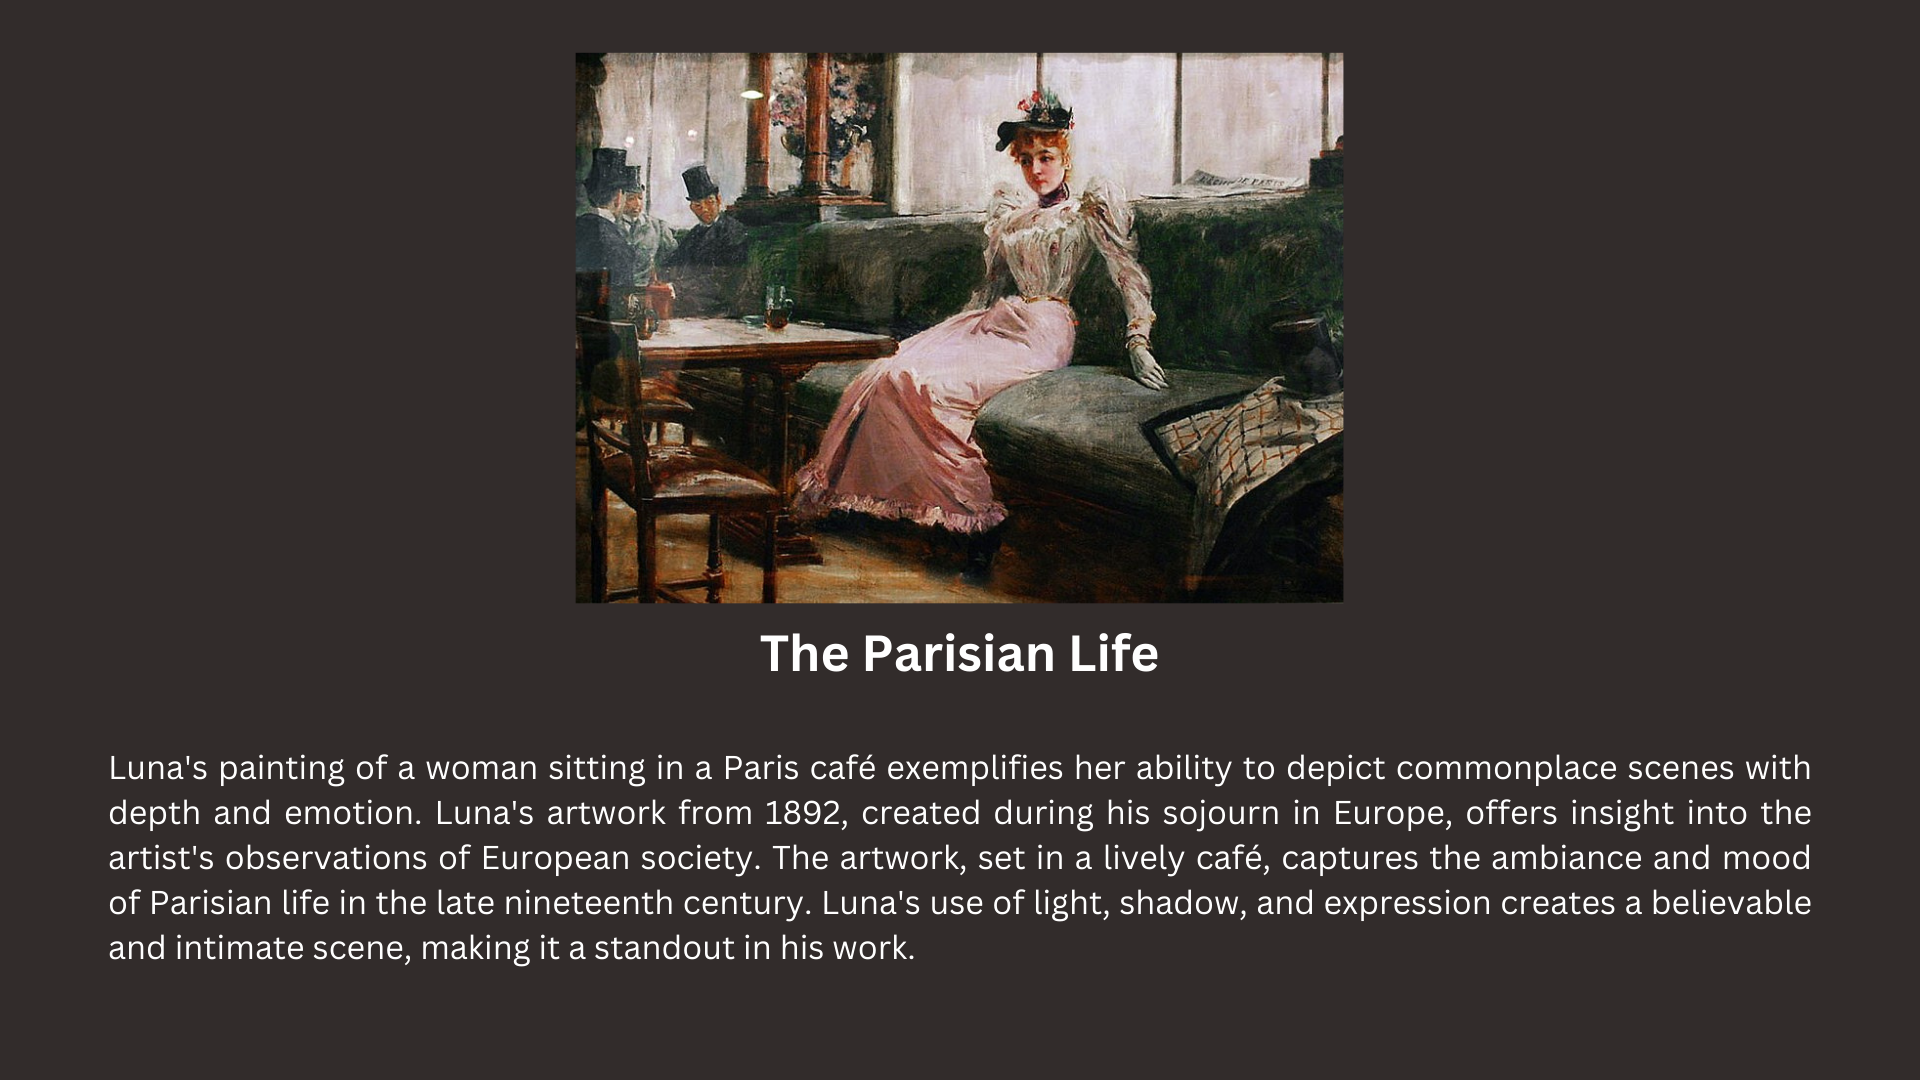 The Parisian Life
Luna's painting of a woman sitting in a Paris café exemplifies her ability to depict commonplace scenes with
depth and emotion. Luna's artwork from 1892, created during his sojourn in Europe, offers insight into the
artist's observations of European society. The artwork, set in a lively café, captures the ambiance and mood
of Parisian life in the late nineteenth century. Luna's use of light, shadow, and expression creates a believable
and intimate scene, making it a standout in his work.